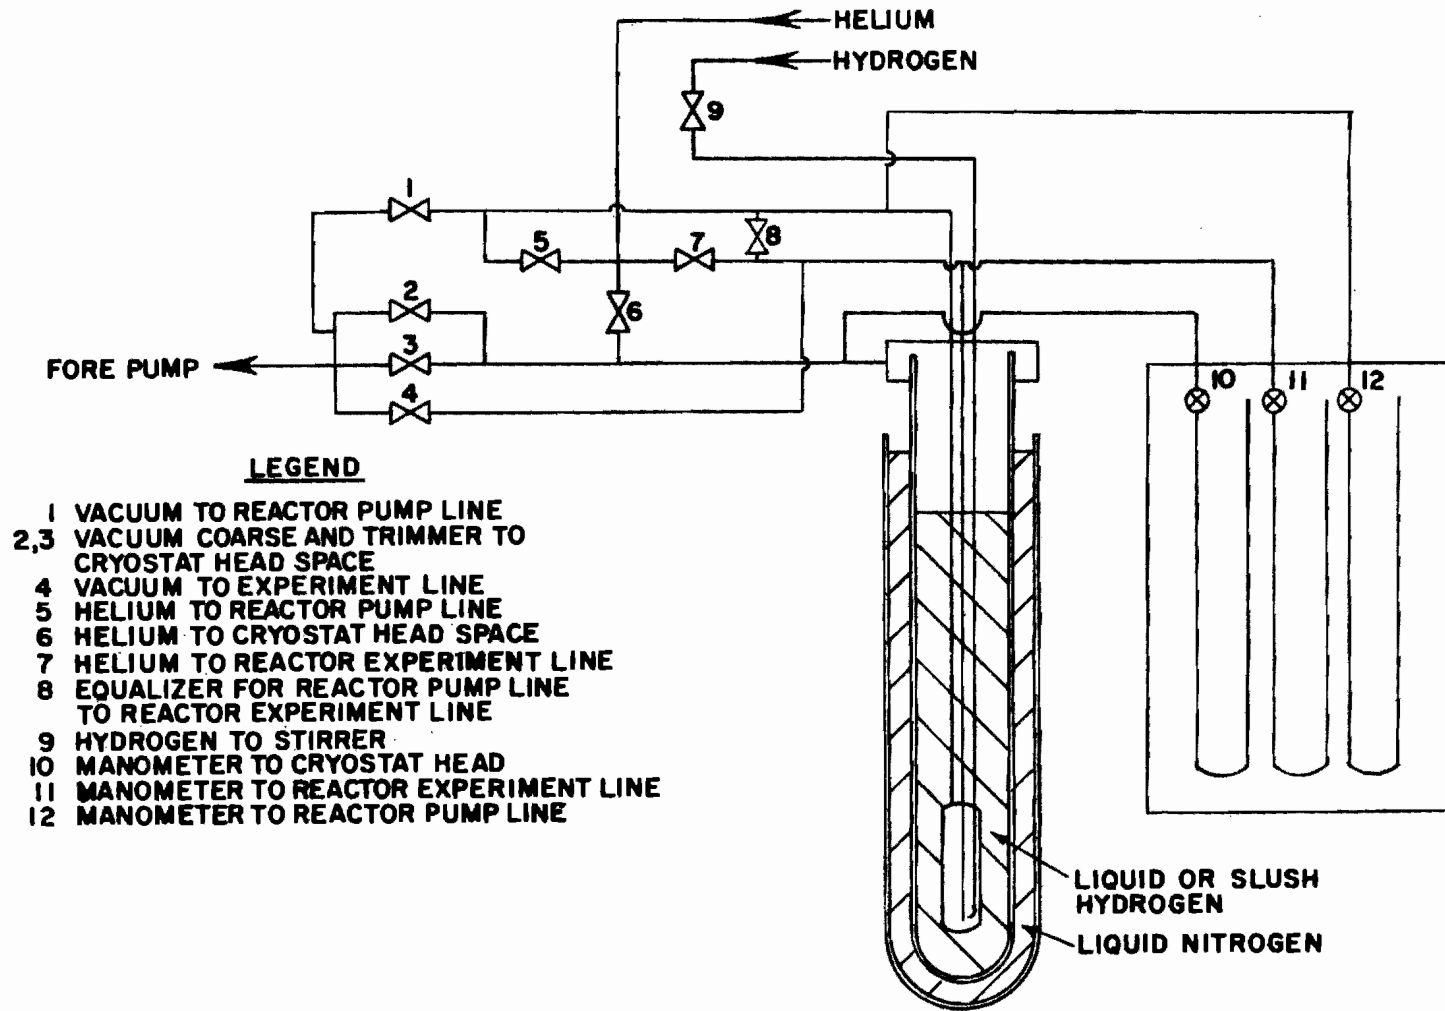 HELIUM
HYDROGEN
9
1
5
7
8
2
6
3
FORE PUMP
4
10
11
12
LEGEND
1 VACUUM TO REACTOR PUMP LINE
2,3 VACUUM COARSE AND TRIMMER TO
CRYOSTAT HEAD SPACE
4 VACUUM TO EXPERIMENT LINE
5 HELIUM TO REACTOR PUMP LINE
6 HELIUM TO CRYOSTAT HEAD SPACE
7 HELIUM TO REACTOR EXPERIMENT LINE
8 EQUALIZER FOR REACTOR PUMP LINE
TO REACTOR EXPERIMENT LINE
9 HYDROGEN TO STIRRER
10 MANOMETER TO CRYOSTAT HEAD
11 MANOMETER TO REACTOR EXPERIMENT LINE
12 MANOMETER TO REACTOR PUMP LINE
LIQUID OR SLUSH
HYDROGEN
LIQUID NITROGEN